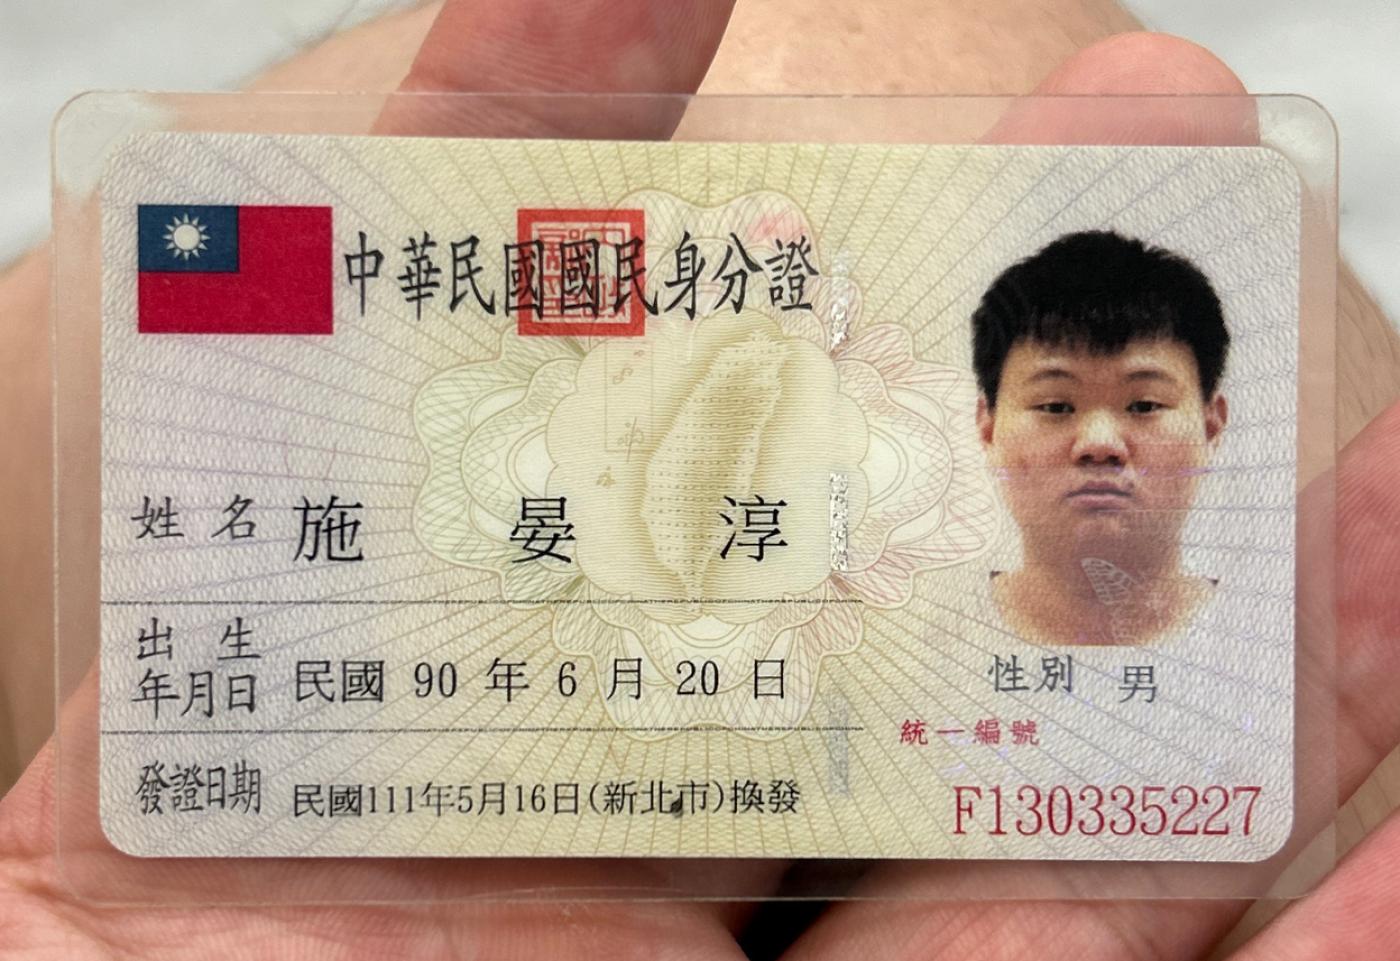 中華民國國民身分證
姓名 施晏淳
出生年月日 民國 90 年 6 月 20 日
發證日期 民國111年5月16日(新北市)換發
性別 男
統一編號
F130335227